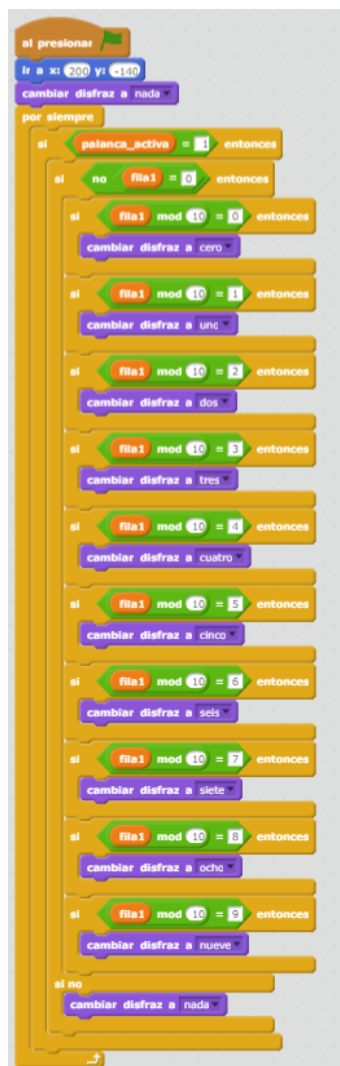 al presionar
ir a x: 200 y: -140
cambiar disfraz a nada
por siempre
si palanca_activa = 1 entonces
si no fila1 = 0 entonces
si fila1 mod 10 = 0 entonces
cambiar disfraz a cero
si fila1 mod 10 = 1 entonces
cambiar disfraz a uno
si fila1 mod 10 = 2 entonces
cambiar disfraz a dos
si fila1 mod 10 = 3 entonces
cambiar disfraz a tres
si fila1 mod 10 = 4 entonces
cambiar disfraz a cuatro
si fila1 mod 10 = 5 entonces
cambiar disfraz a cinco
si fila1 mod 10 = 6 entonces
cambiar disfraz a seis
si fila1 mod 10 = 7 entonces
cambiar disfraz a siete
si fila1 mod 10 = 8 entonces
cambiar disfraz a ocho
si fila1 mod 10 = 9 entonces
cambiar disfraz a nueve
si no
cambiar disfraz a nada